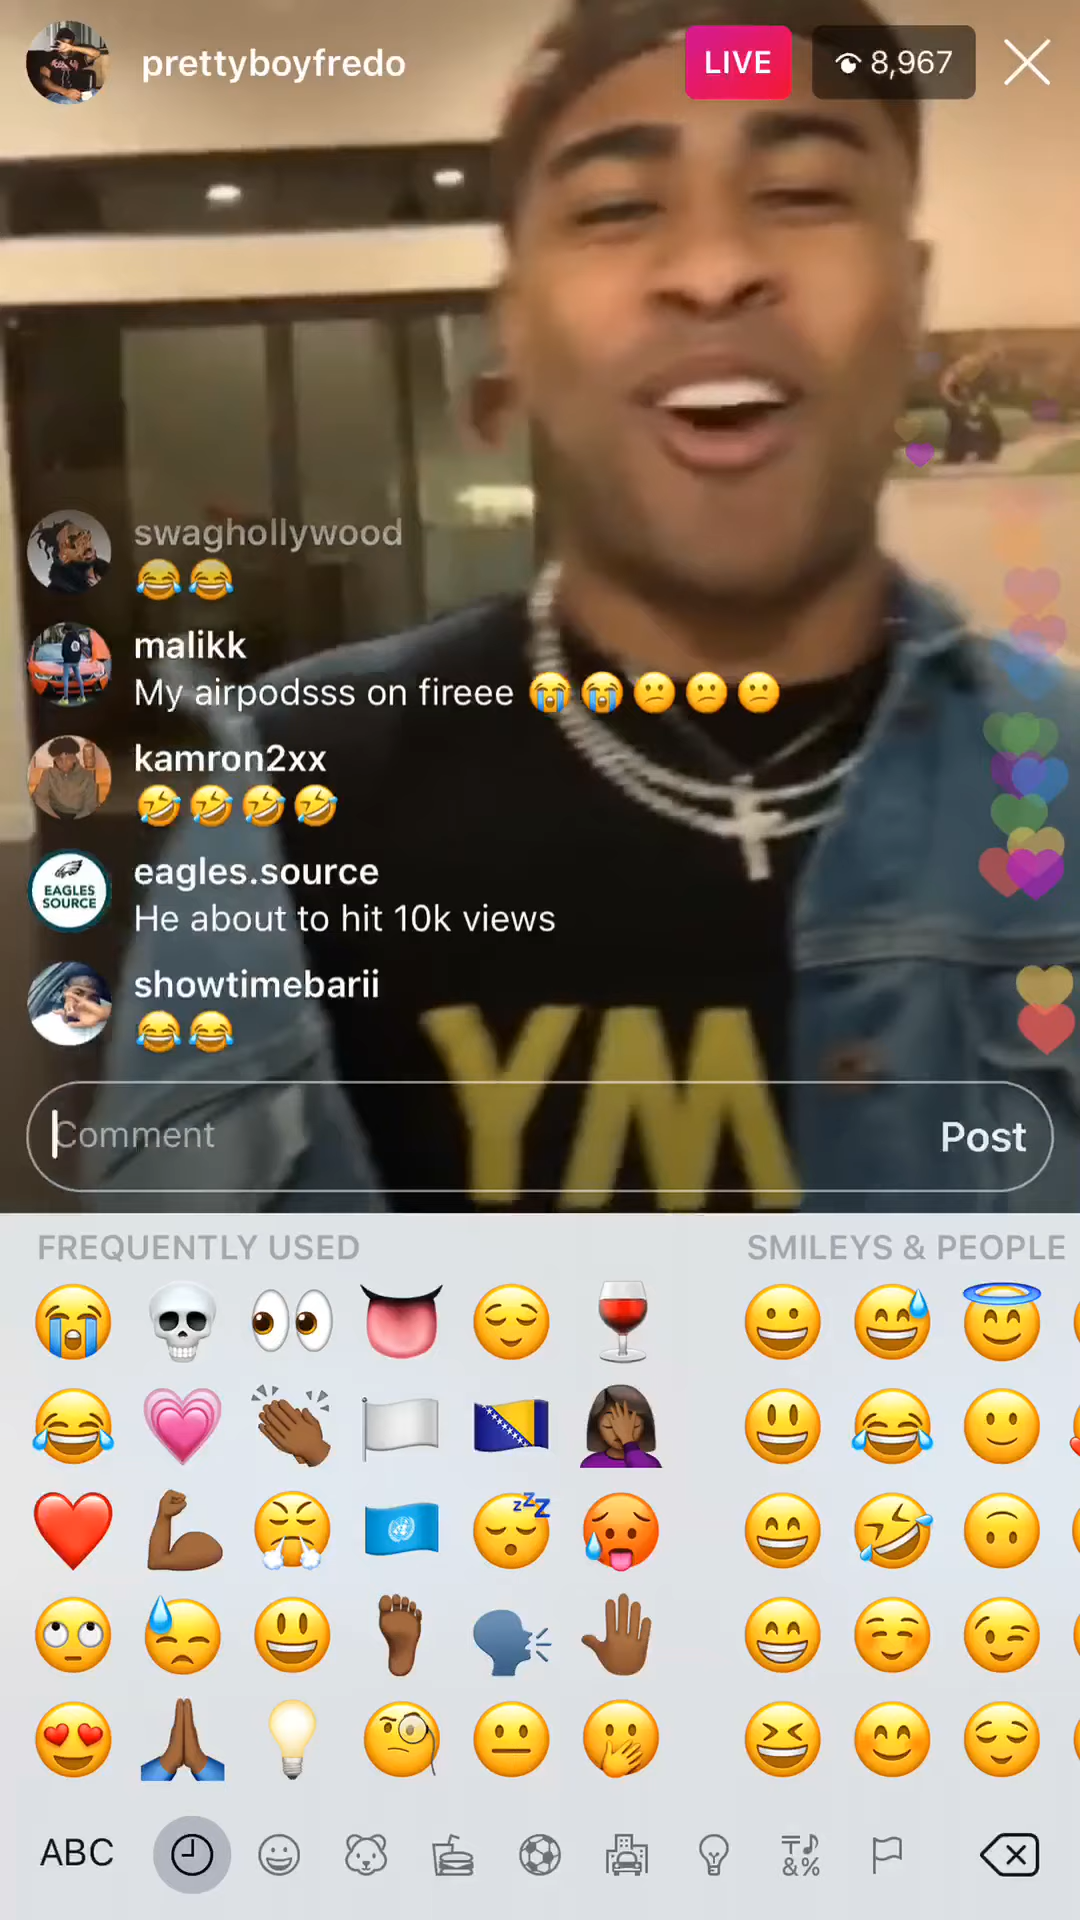 prettyboyfredo
LIVE
8,967
swaghollywood
😂😂
malikk
My airpodsss on fireee 😭😭😕😕😕
kamron2xx
🤣🤣🤣🤣
eagles.source
He about to hit 10k views
EAGLES
SOURCE
showtimebarii
😂😂
YM
Comment
Post
FREQUENTLY USED
SMILEYS & PEOPLE
ABC